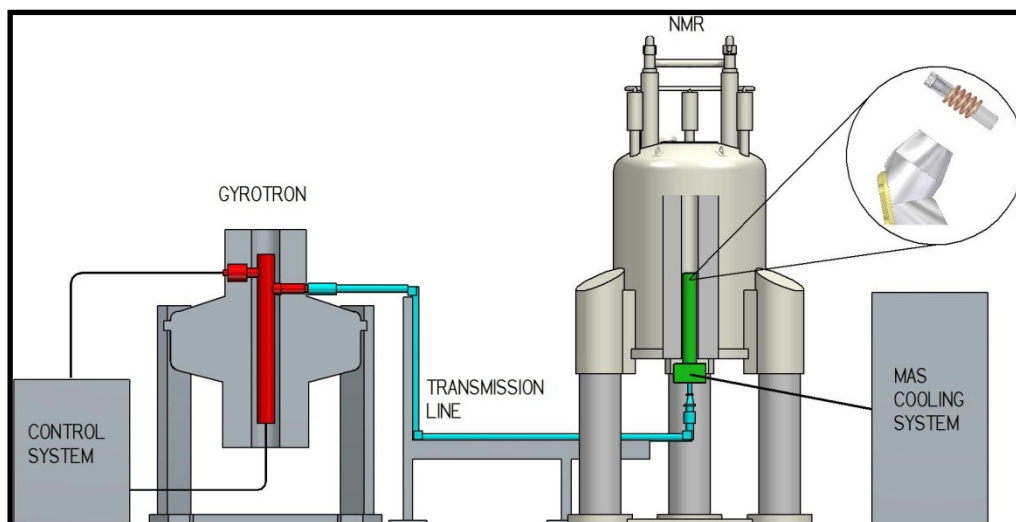 NMR
GYROTRON
TRANSMISSION
LINE
CONTROL
SYSTEM
MAS
COOLING
SYSTEM